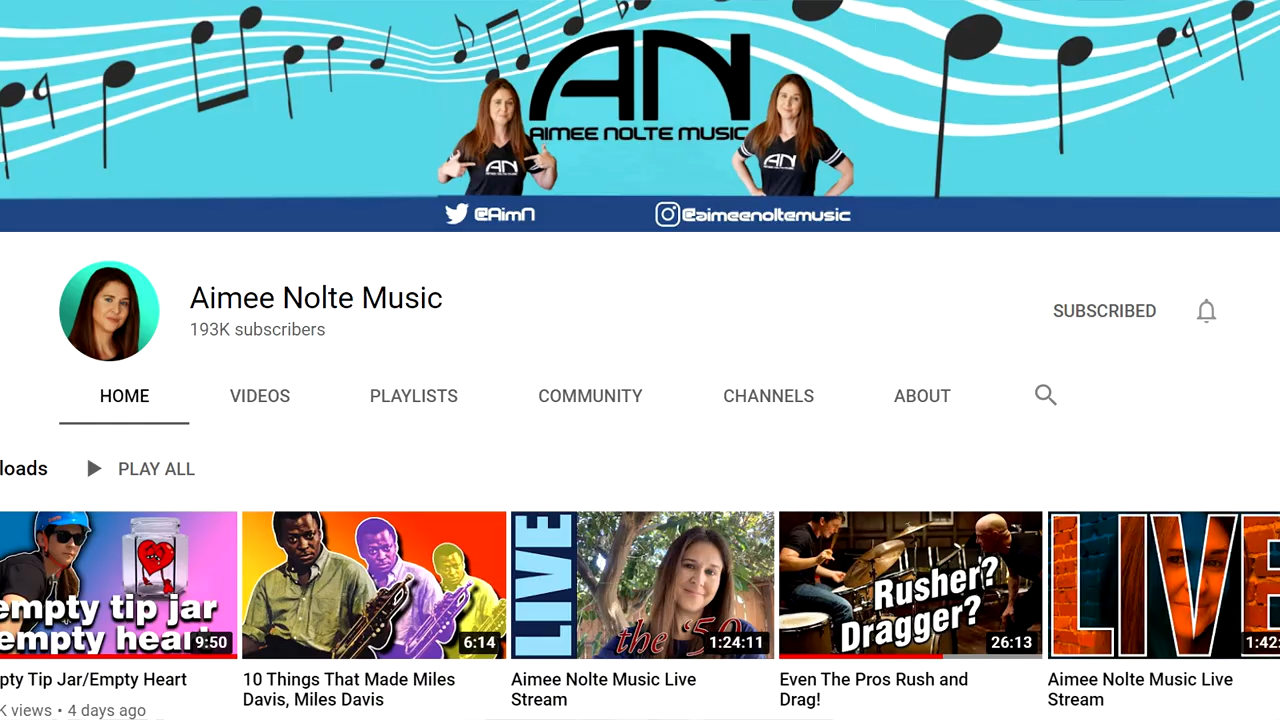 AN
AIMEE NOLTE MUSIC
AN
AN
@AimN
@aimeenoltemusic
Aimee Nolte Music
193K subscribers
SUBSCRIBED
HOME
VIDEOS
PLAYLISTS
COMMUNITY
CHANNELS
ABOUT
loads
PLAY ALL
empty tip jar
empty heart
9:50
6:14
LIVE
the '50
1:24:11
Rusher?
Dragger?
26:13
LIVE
1:42:
pty Tip Jar/Empty Heart
10 Things That Made Miles
Davis, Miles Davis
Aimee Nolte Music Live
Stream
Even The Pros Rush and
Drag!
Aimee Nolte Music Live
Stream
K views • 4 days ago